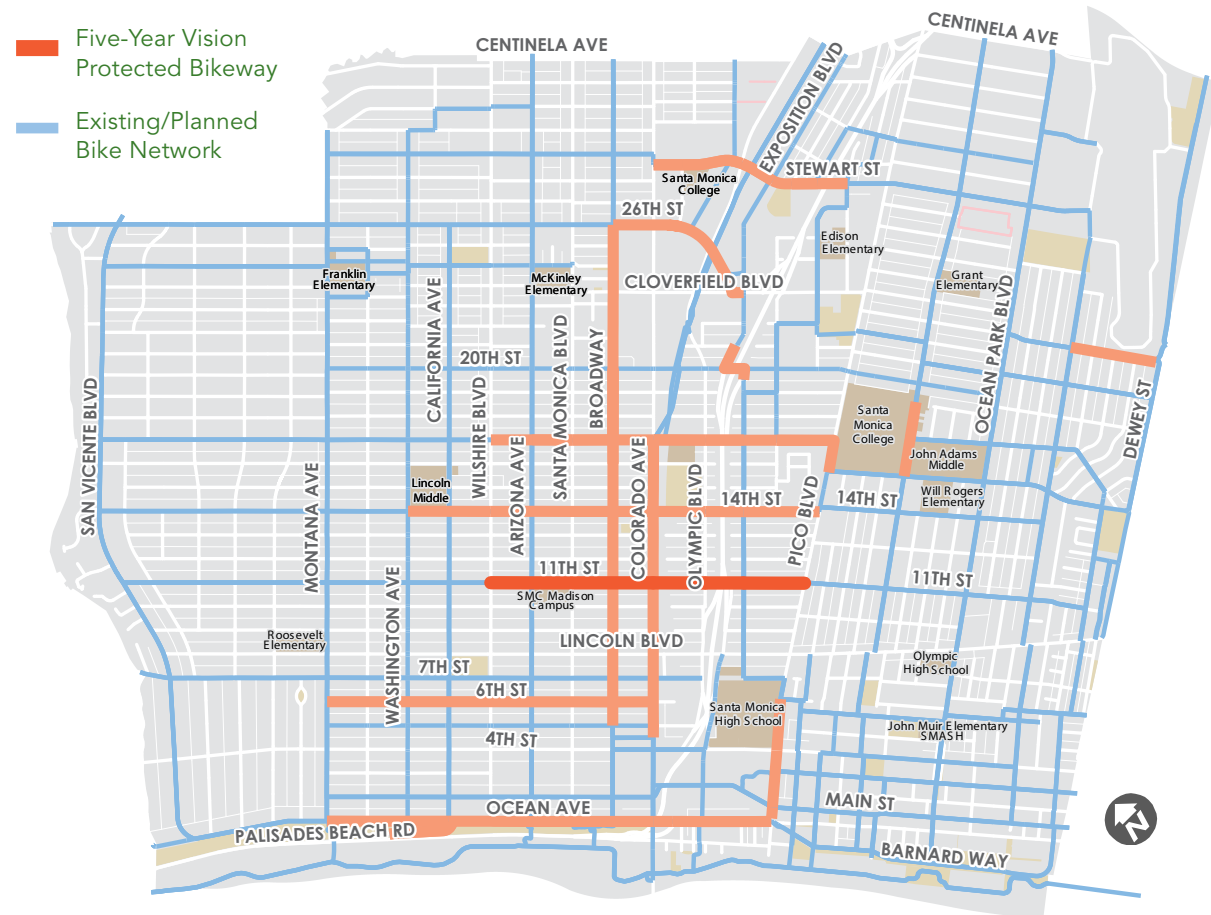 Five-Year Vision
Protected Bikeway
Existing/Planned
Bike Network
CENTINELA AVE
CENTINELA AVE
EXPOSITION BLVD
STEWART ST
Santa Monica
College
26TH ST
Edison
Elementary
Franklin
Elementary
McKinley
Elementary
CLOVERFIELD BLVD
Grant
Elementary
CALIFORNIA AVE
SANTA MONICA BLVD
BROADWAY
OCEAN PARK BLVD
20TH ST
SAN VICENTE BLVD
WILSHIRE BLVD
DEWEY ST
Santa
Monica
College
MONTANA AVE
ARIZONA AVE
COLORADO AVE
OLYMPIC BLVD
PICO BLVD
John Adams
Middle
Lincoln
Middle
14TH ST
14TH ST
Will Rogers
Elementary
11TH ST
11TH ST
SMC Madison
Campus
WASHINGTON AVE
Roosevelt
Elementary
LINCOLN BLVD
7TH ST
Olympic
High School
6TH ST
Santa Monica
High School
John Muir Elementary
SMASH
4TH ST
OCEAN AVE
MAIN ST
PALISADES BEACH RD
BARNARD WAY
N